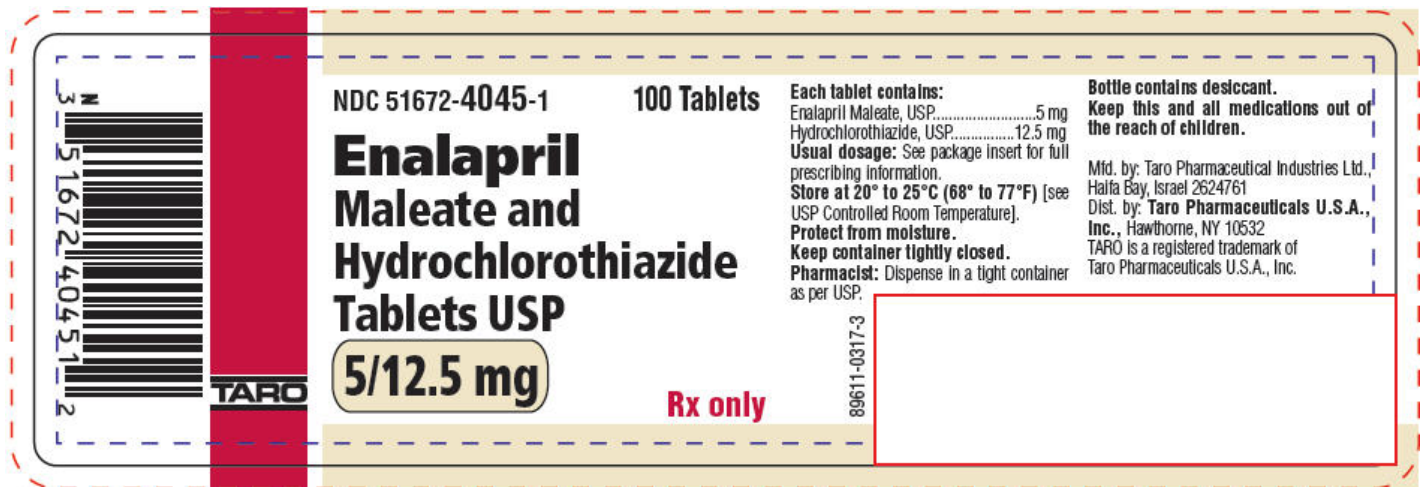 N
3 51672 40451 2
TARO
NDC 51672-4045-1 100 Tablets
Enalapril
Maleate and
Hydrochlorothiazide
Tablets USP
5/12.5 mg
Rx only
Each tablet contains:
Enalapril Maleate, USP..........................5 mg
Hydrochlorothiazide, USP...............12.5 mg
Usual dosage: See package insert for full
prescribing information.
Store at 20° to 25°C (68° to 77°F) [see
USP Controlled Room Temperature].
Protect from moisture.
Keep container tightly closed.
Pharmacist: Dispense in a tight container
as per USP.
89611-0317-3
Bottle contains desiccant.
Keep this and all medications out of
the reach of children.
Mfd. by: Taro Pharmaceutical Industries Ltd.,
Haifa Bay, Israel 2624761
Dist. by: Taro Pharmaceuticals U.S.A.,
Inc., Hawthorne, NY 10532
TARO is a registered trademark of
Taro Pharmaceuticals U.S.A., Inc.